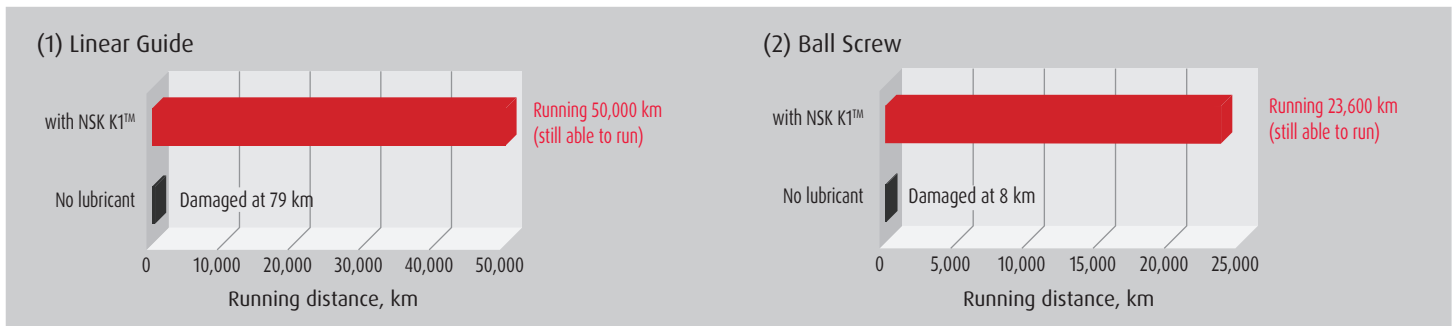 (1) Linear Guide
with NSK K1™
Running 50,000 km
(still able to run)
No lubricant
Damaged at 79 km
0 10,000 20,000 30,000 40,000 50,000
Running distance, km
(2) Ball Screw
with NSK K1™
Running 23,600 km
(still able to run)
No lubricant
Damaged at 8 km
0 5,000 10,000 15,000 20,000 25,000
Running distance, km